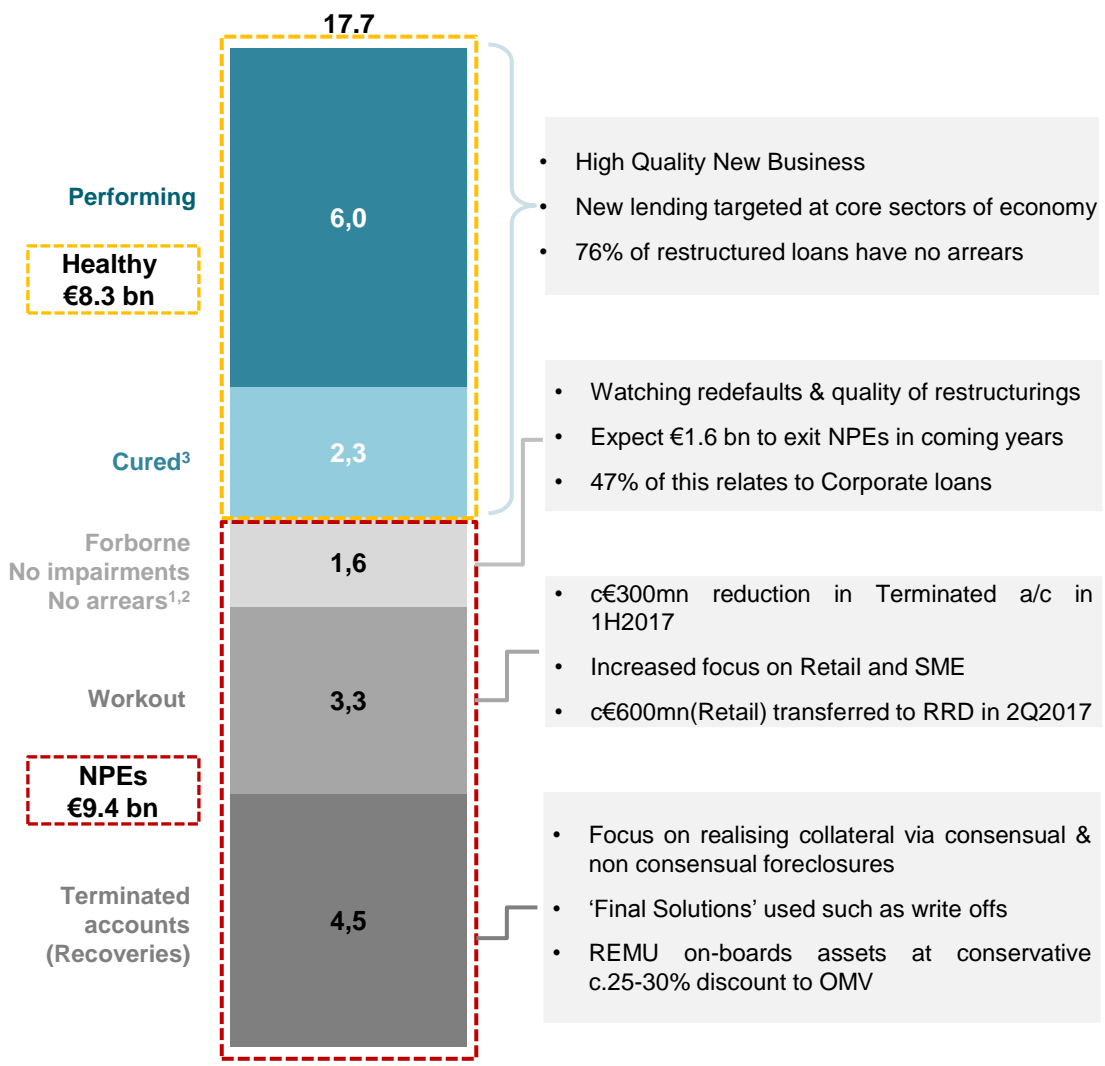 17.7
Performing
6,0
Healthy
€8.3 bn
• High Quality New Business
• New lending targeted at core sectors of economy
• 76% of restructured loans have no arrears
Cured³
2,3
• Watching redefaults & quality of restructurings
• Expect €1.6 bn to exit NPEs in coming years
• 47% of this relates to Corporate loans
Forborne
No impairments
No arrears¹,²
1,6
Workout
3,3
• c€300mn reduction in Terminated a/c in
1H2017
• Increased focus on Retail and SME
• c€600mn(Retail) transferred to RRD in 2Q2017
NPEs
€9.4 bn
Terminated
accounts
(Recoveries)
4,5
• Focus on realising collateral via consensual &
non consensual foreclosures
• ‘Final Solutions’ used such as write offs
• REMU on-boards assets at conservative
c.25-30% discount to OMV